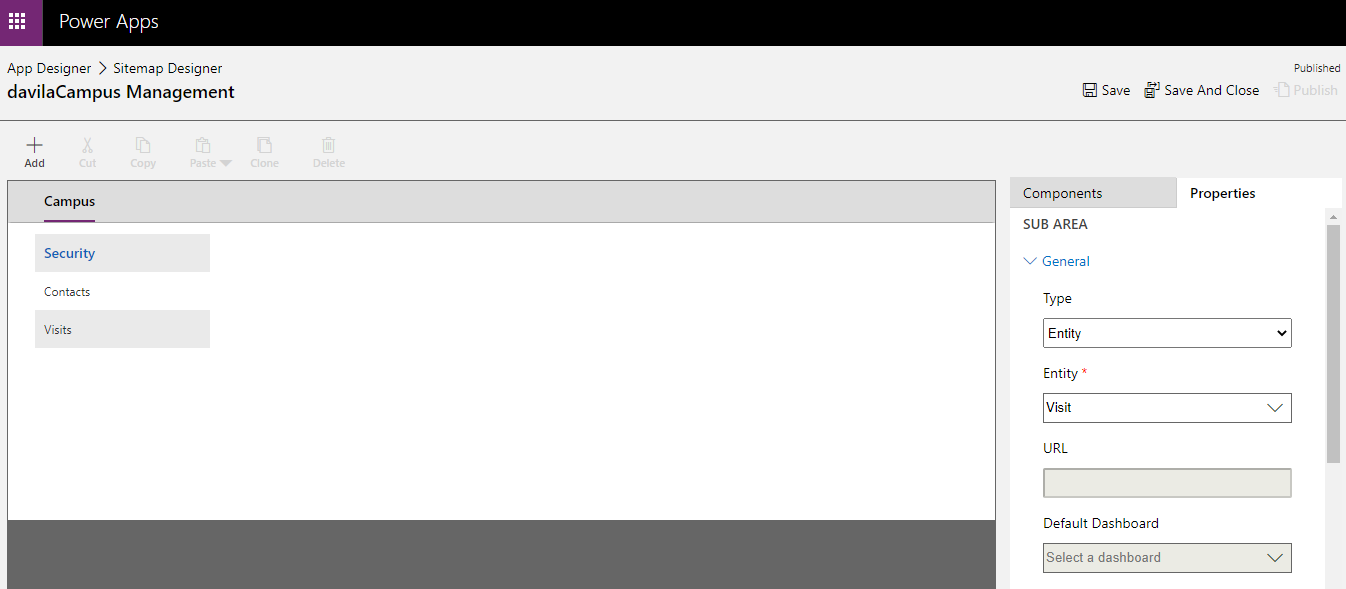 Power Apps
App Designer > Sitemap Designer
Published
davilaCampus Management
Save Save And Close Publish
Add Cut Copy Paste Clone Delete
Campus
Components Properties
SUB AREA
Security
General
Contacts
Type
Visits
Entity
Entity *
Visit
URL
Default Dashboard
Select a dashboard